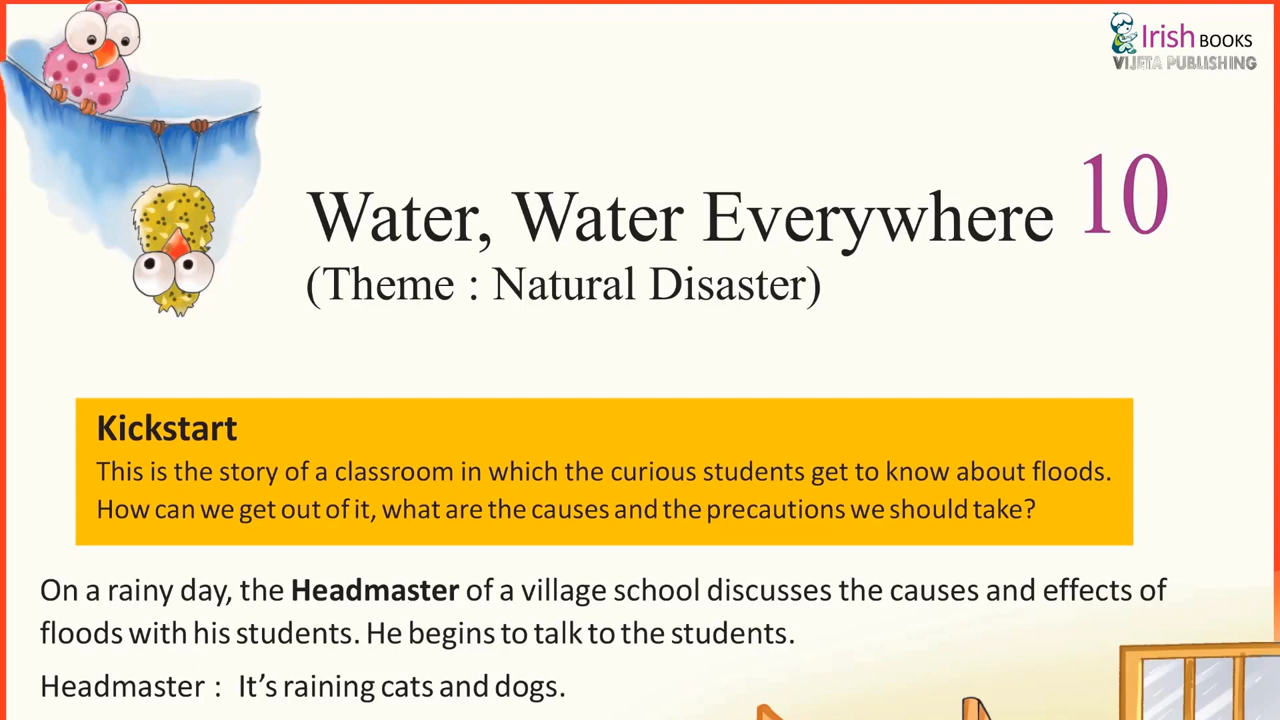 Irish BOOKS
VIJETA PUBLISHING
Water, Water Everywhere 10
(Theme : Natural Disaster)
Kickstart
This is the story of a classroom in which the curious students get to know about floods.
How can we get out of it, what are the causes and the precautions we should take?
On a rainy day, the Headmaster of a village school discusses the causes and effects of
floods with his students. He begins to talk to the students.
Headmaster : It's raining cats and dogs.